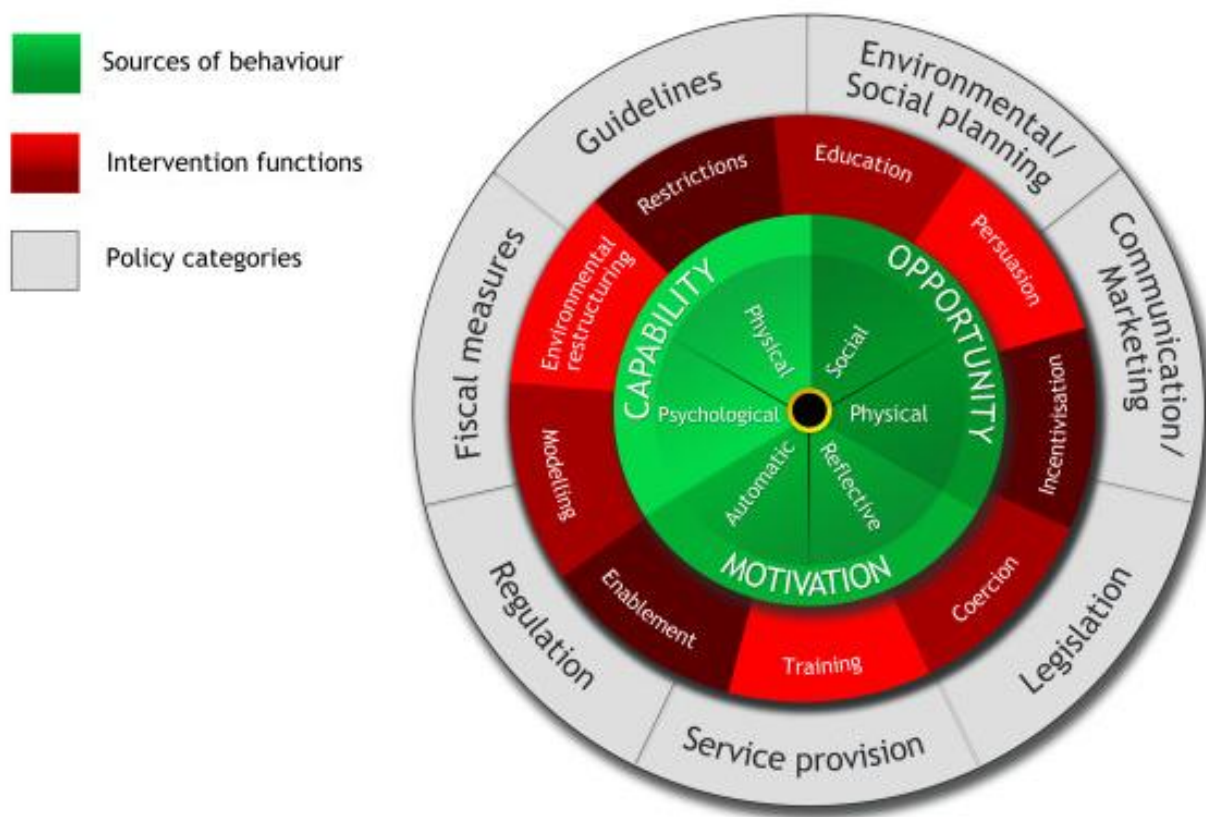 Sources of behaviour
Intervention functions
Policy categories
Environmental/
Social planning
Communication/
Marketing
Legislation
Service provision
Regulation
Fiscal measures
Guidelines
Education
Persuasion
Incentivisation
Coercion
Training
Enablement
Modelling
Environmental
restructuring
Restrictions
CAPABILITY
OPPORTUNITY
MOTIVATION
Physical
Social
Psychological
Physical
Automatic
Reflective